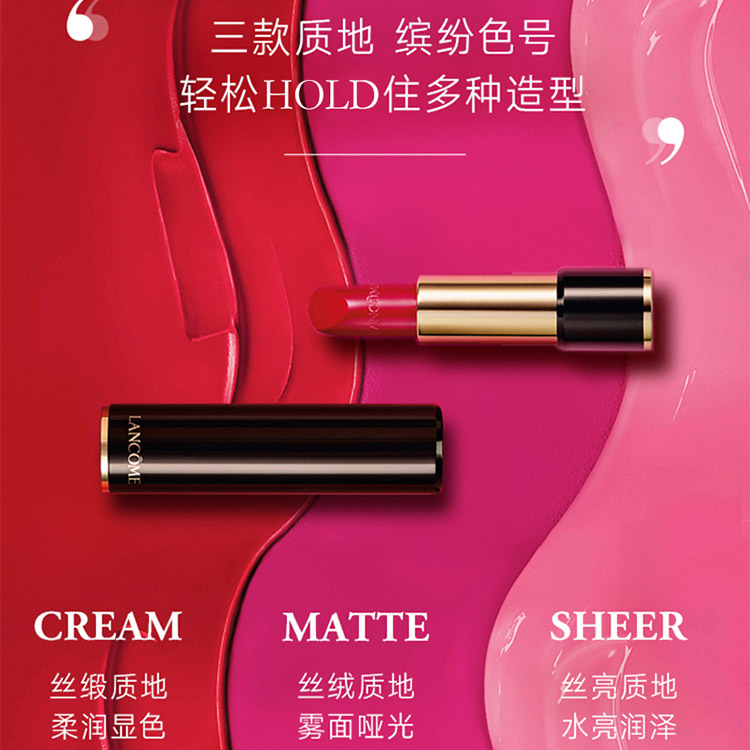 三款质地 缤纷色号
轻松HOLD住多种造型
LANCÔME
CREAM
丝缎质地
柔润显色
MATTE
丝绒质地
雾面哑光
SHEER
丝亮质地
水亮润泽